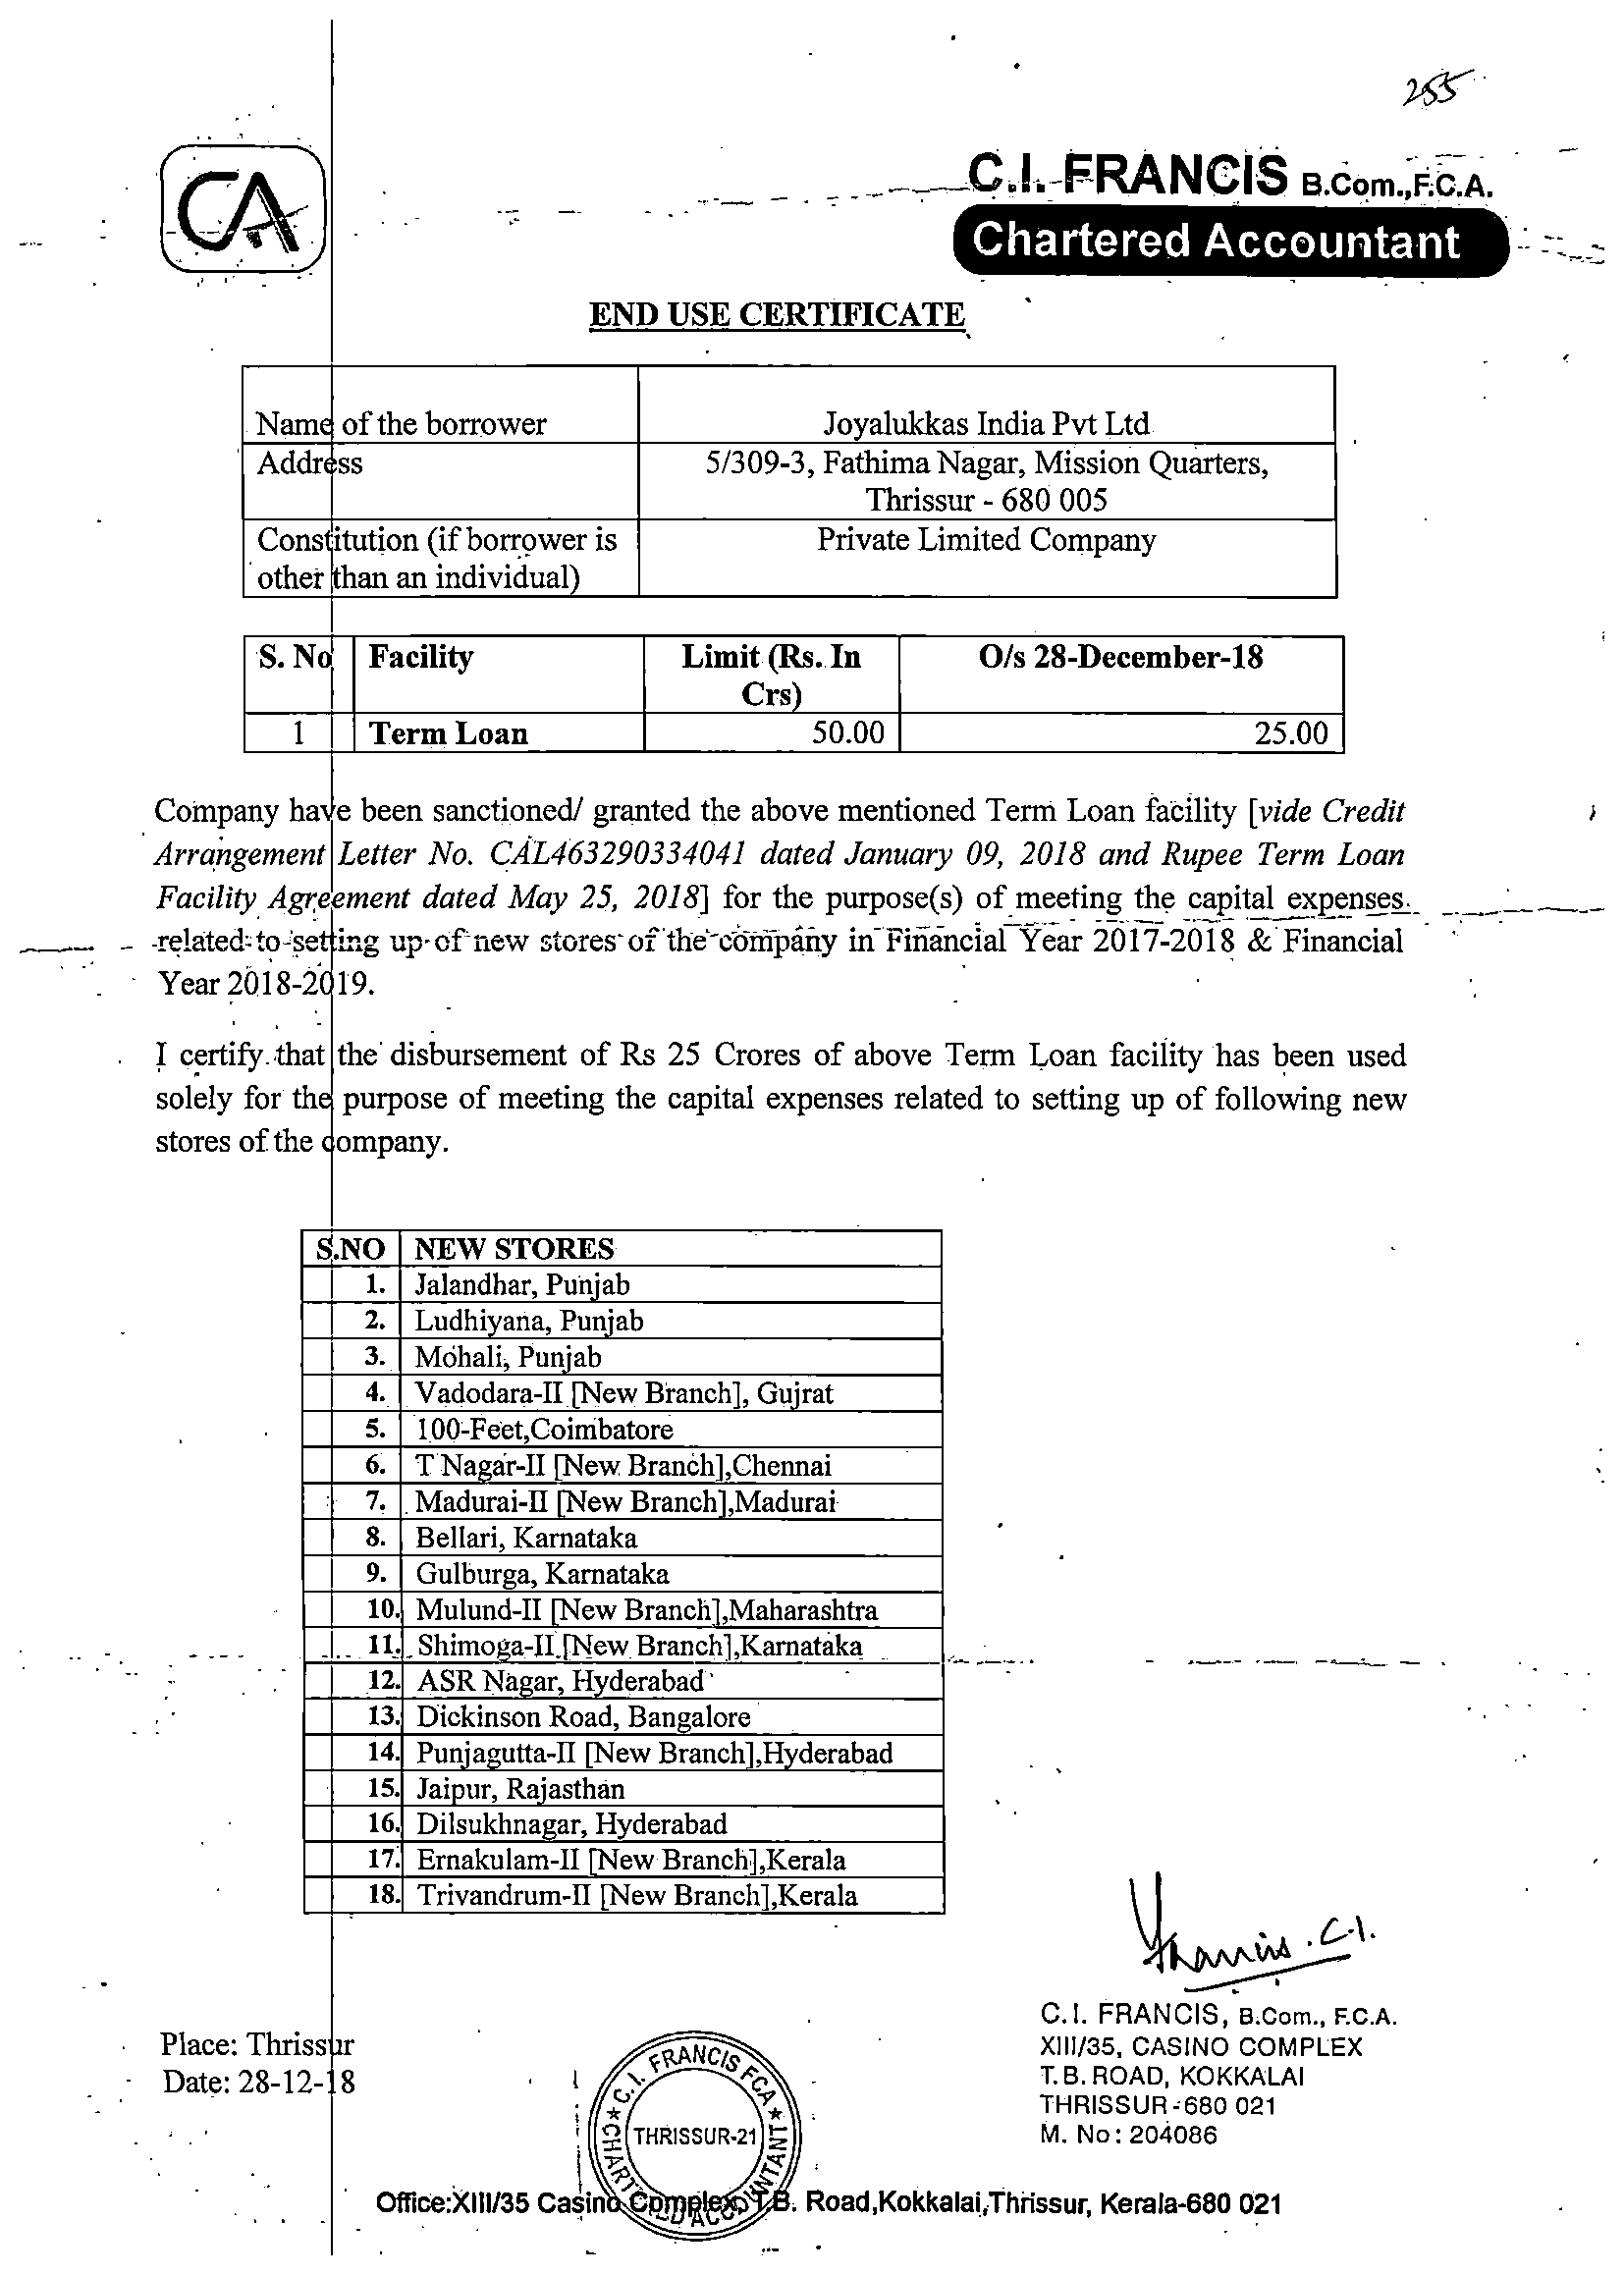 255
CA
C.I. FRANCIS B.Com.,F.C.A.
Chartered Accountant
END USE CERTIFICATE
Name of the borrower Joyalukkas India Pvt Ltd
Address 5/309-3, Fathima Nagar, Mission Quarters,
Thrissur - 680 005
Constitution (if borrower is Private Limited Company
other than an individual)
S. No Facility Limit (Rs. In O/s 28-December-18
Crs)
1 Term Loan 50.00 25.00
Company have been sanctioned/ granted the above mentioned Term Loan facility [vide Credit
Arrangement Letter No. CAL463290334041 dated January 09, 2018 and Rupee Term Loan
Facility Agreement dated May 25, 2018] for the purpose(s) of meeting the capital expenses
related to setting up of new stores of the company in Financial Year 2017-2018 & Financial
Year 2018-2019.
I certify that the disbursement of Rs 25 Crores of above Term Loan facility has been used
solely for the purpose of meeting the capital expenses related to setting up of following new
stores of the company.
S.NO NEW STORES
1. Jalandhar, Punjab
2. Ludhiyana, Punjab
3. Mohali, Punjab
4. Vadodara-II [New Branch], Gujrat
5. 100-Feet,Coimbatore
6. T Nagar-II [New Branch],Chennai
7. Madurai-II [New Branch],Madurai
8. Bellari, Karnataka
9. Gulburga, Karnataka
10. Mulund-II [New Branch],Maharashtra
11. Shimoga-II [New Branch],Karnataka
12. ASR Nagar, Hyderabad
13. Dickinson Road, Bangalore
14. Punjagutta-II [New Branch],Hyderabad
15. Jaipur, Rajasthan
16. Dilsukhnagar, Hyderabad
17. Ernakulam-II [New Branch],Kerala
18. Trivandrum-II [New Branch],Kerala
Francis .C.I.
C.I. FRANCIS, B.Com., F.C.A.
XIII/35, CASINO COMPLEX
T.B. ROAD, KOKKALAI
THRISSUR-680 021
M. No: 204086
Place: Thrissur
Date: 28-12-18
C.I. FRANCIS FCA
THRISSUR-21
CHARTERED ACCOUNTANT
Office:XIII/35 Casino Complex, T.B. Road,Kokkalai,Thrissur, Kerala-680 021